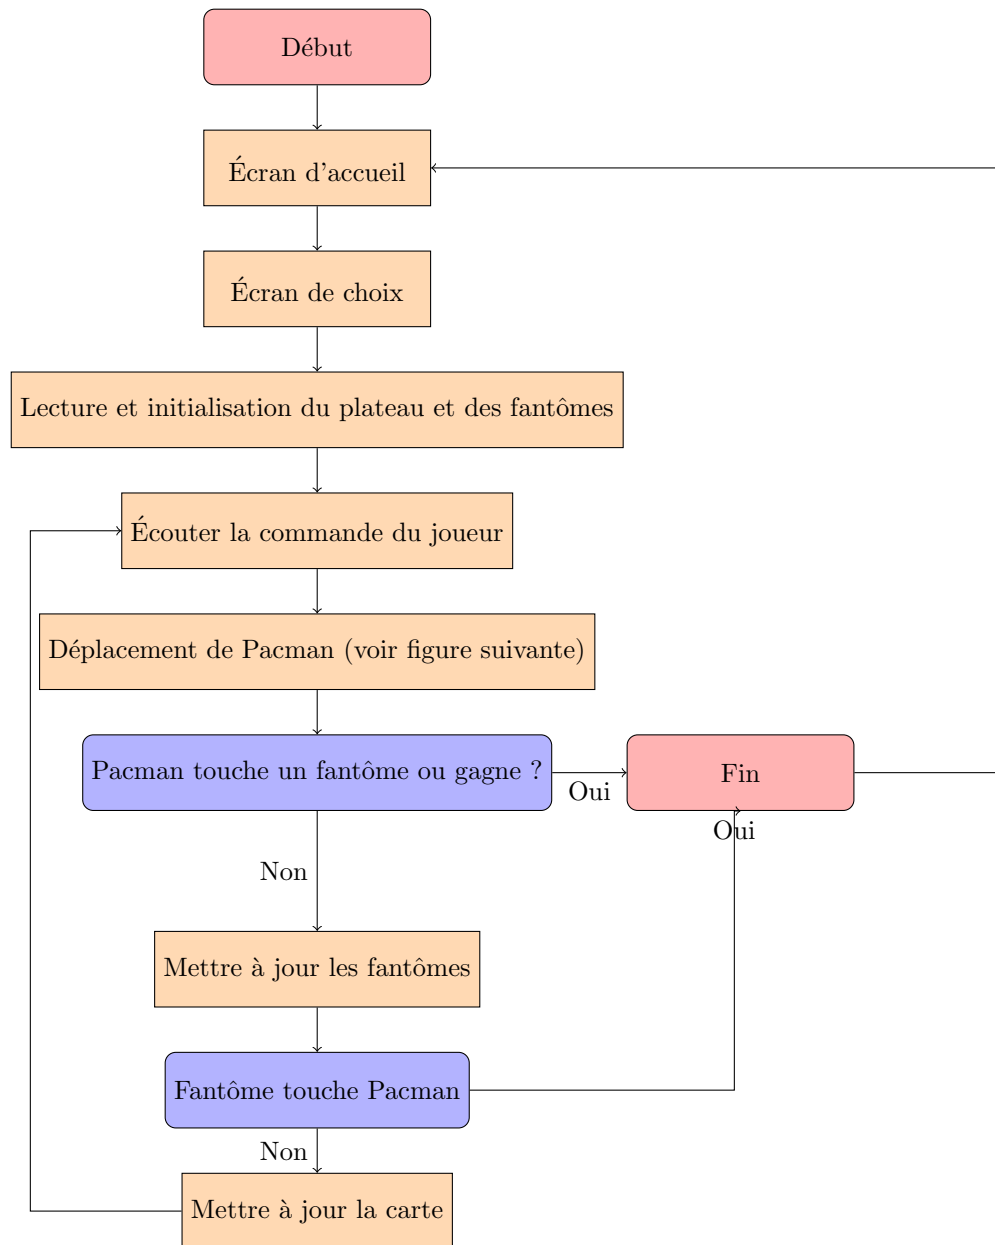 Début
Écran d'accueil
Écran de choix
Lecture et initialisation du plateau et des fantômes
Écouter la commande du joueur
Déplacement de Pacman (voir figure suivante)
Pacman touche un fantôme ou gagne ?
Oui
Fin
Oui
Non
Mettre à jour les fantômes
Fantôme touche Pacman
Non
Mettre à jour la carte